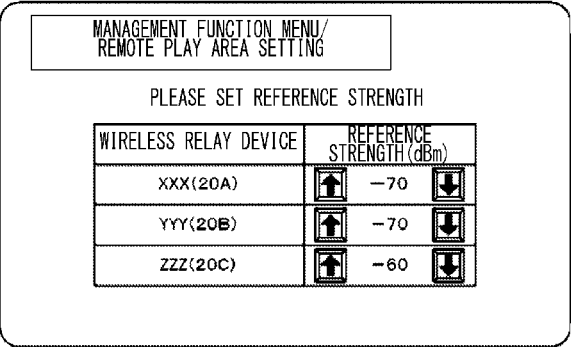 MANAGEMENT FUNCTION MENU/
REMOTE PLAY AREA SETTING
PLEASE SET REFERENCE STRENGTH
WIRELESS RELAY DEVICE
REFERENCE
STRENGTH(dBm)
XXX(20A) −70
YYY(20B) −70
ZZZ(20C) −60